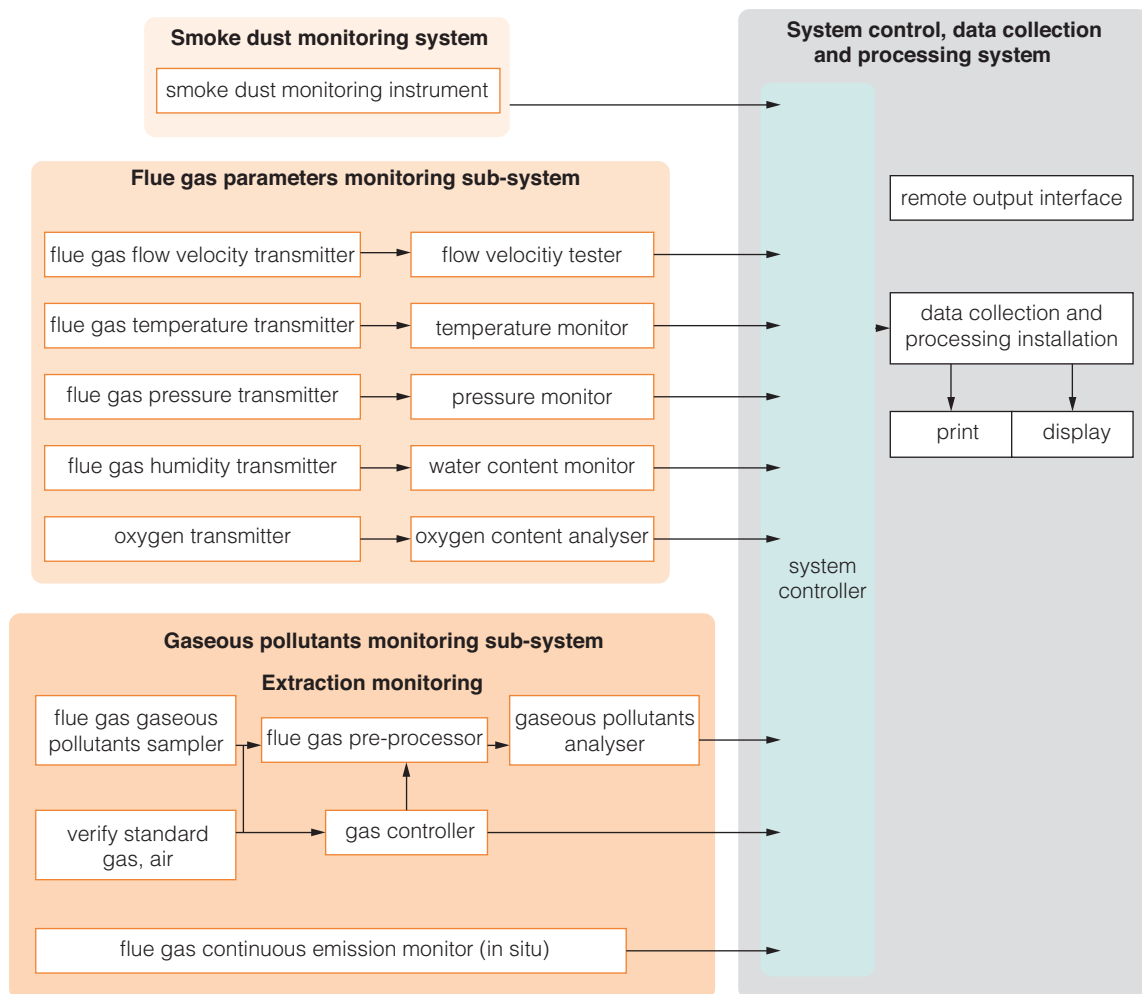 Smoke dust monitoring system
smoke dust monitoring instrument
System control, data collection
and processing system
Flue gas parameters monitoring sub-system
flue gas flow velocity transmitter
flow velocitiy tester
flue gas temperature transmitter
temperature monitor
flue gas pressure transmitter
pressure monitor
flue gas humidity transmitter
water content monitor
oxygen transmitter
oxygen content analyser
remote output interface
data collection and
processing installation
print
display
system
controller
Gaseous pollutants monitoring sub-system
Extraction monitoring
flue gas gaseous
pollutants sampler
flue gas pre-processor
gaseous pollutants
analyser
verify standard
gas, air
gas controller
flue gas continuous emission monitor (in situ)